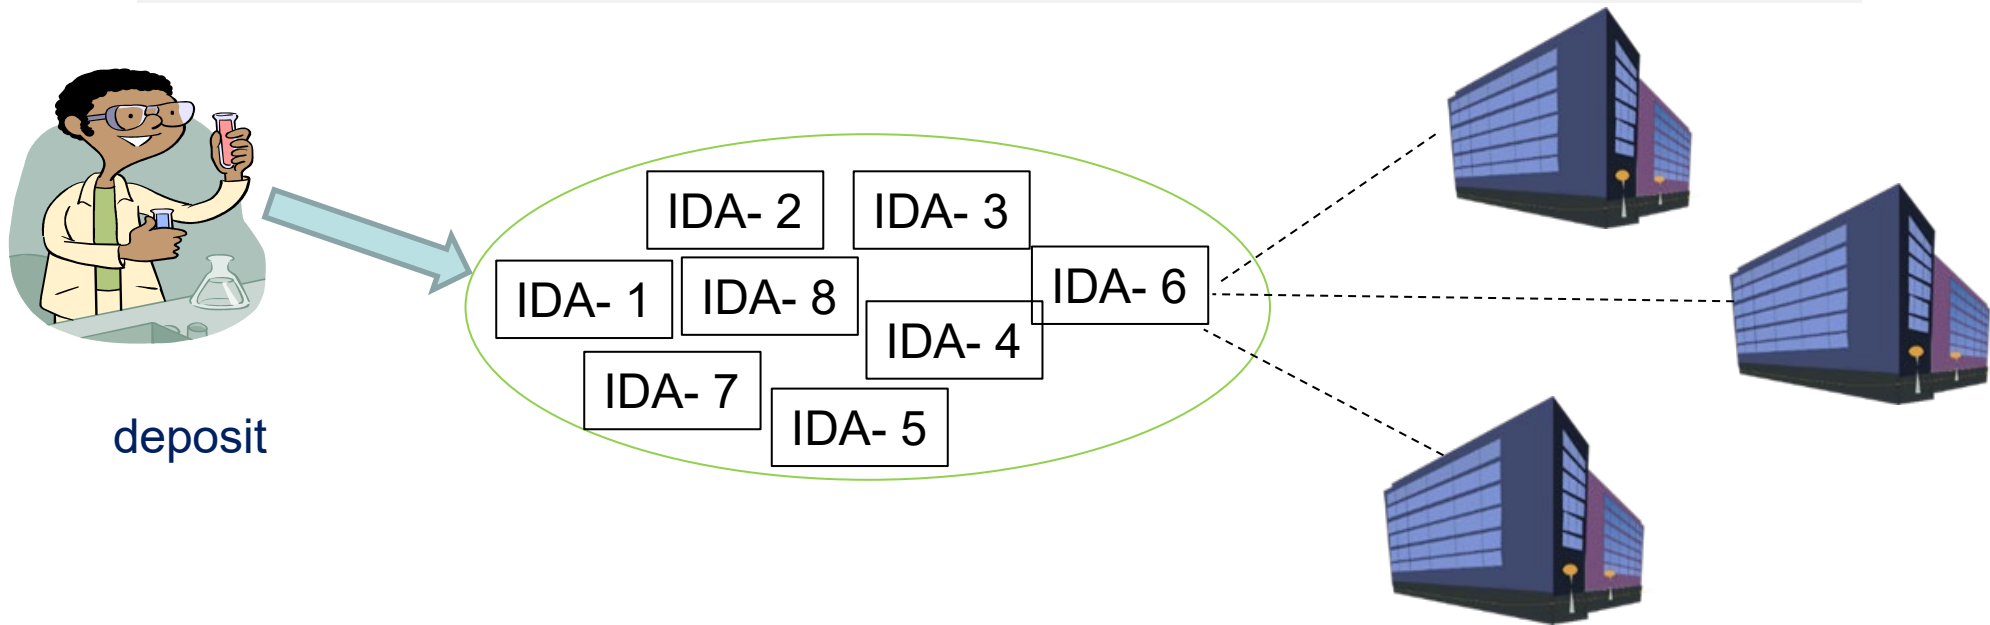 IDA- 2
IDA- 3
IDA- 6
IDA- 1
IDA- 8
IDA- 4
IDA- 7
IDA- 5
deposit